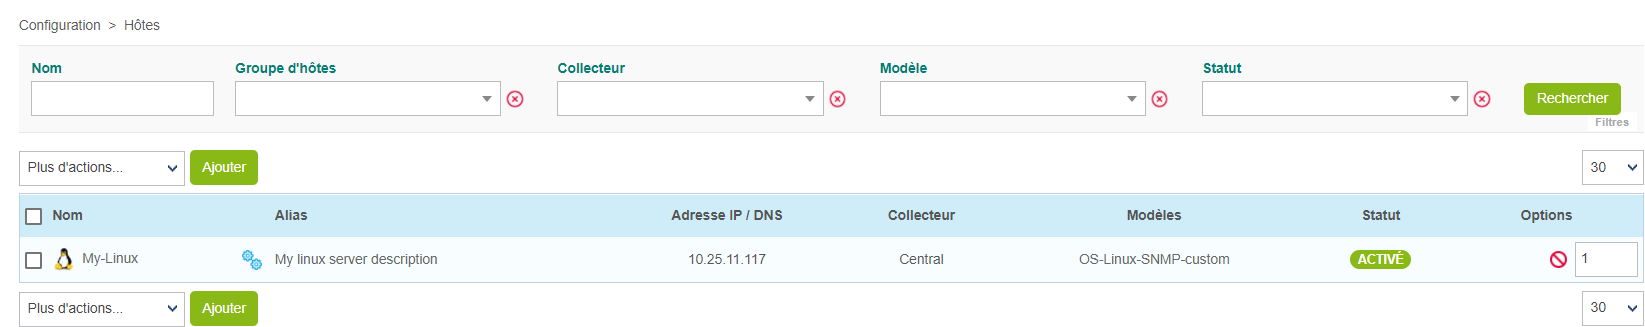 Configuration > Hôtes
Nom Groupe d'hôtes Collecteur Modèle Statut
Rechercher
Filtres
Plus d'actions... Ajouter 30
Nom Alias Adresse IP / DNS Collecteur Modèles Statut Options
My-Linux My linux server description 10.25.11.117 Central OS-Linux-SNMP-custom ACTIVÉ 1
Plus d'actions... Ajouter 30